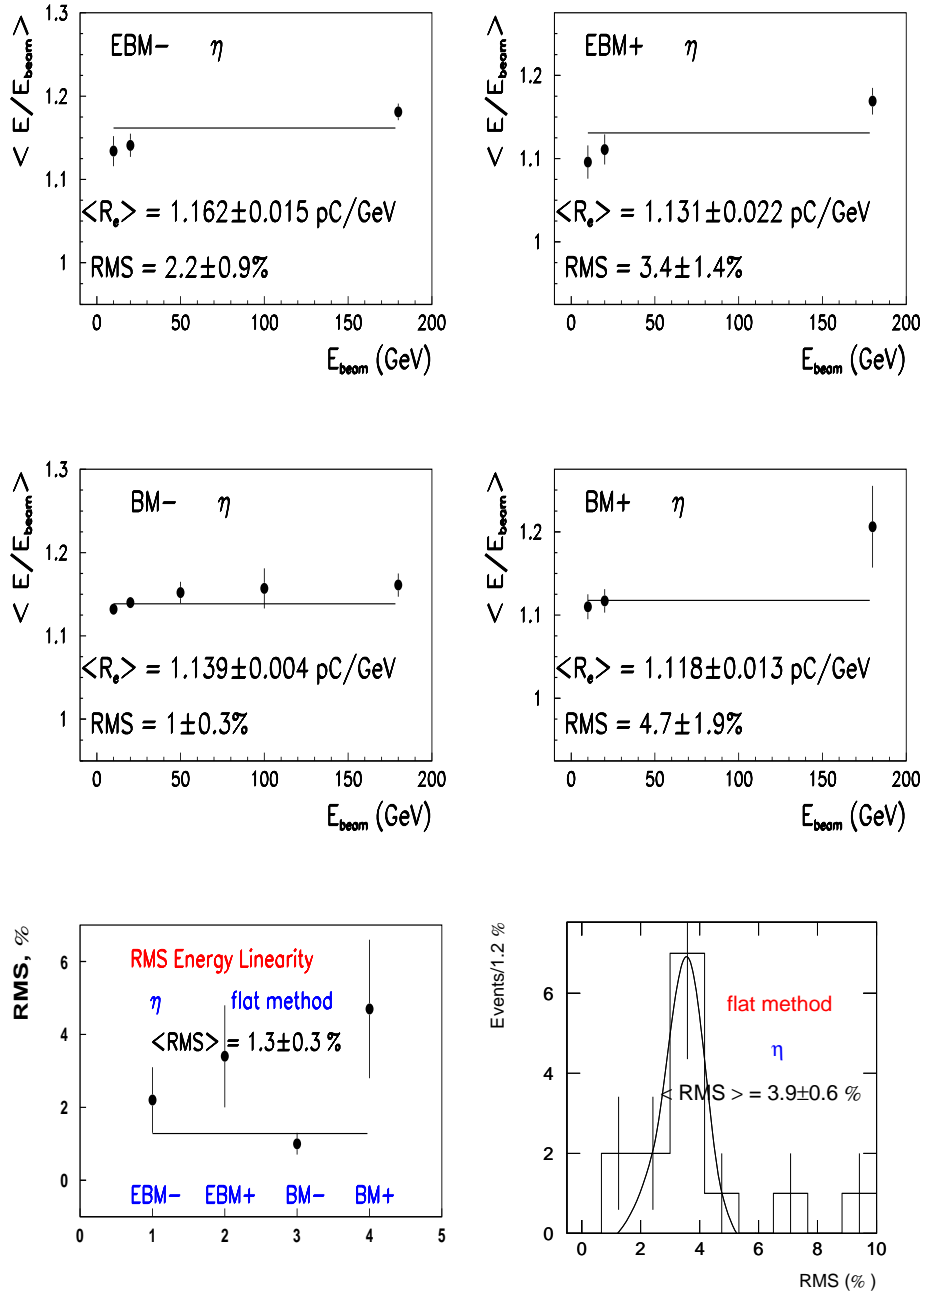 1.3
1.2
1.1
1
< E/E_beam >
EBM− η
<R_e> = 1.162±0.015 pC/GeV
RMS = 2.2±0.9%
0 50 100 150 200
E_beam (GeV)
1.2
1.1
1
< E/E_beam >
EBM+ η
<R_e> = 1.131±0.022 pC/GeV
RMS = 3.4±1.4%
0 50 100 150 200
E_beam (GeV)
1.3
1.2
1.1
1
< E/E_beam >
BM− η
<R_e> = 1.139±0.004 pC/GeV
RMS = 1±0.3%
0 50 100 150 200
E_beam (GeV)
1.2
1.1
1
< E/E_beam >
BM+ η
<R_e> = 1.118±0.013 pC/GeV
RMS = 4.7±1.9%
0 50 100 150 200
E_beam (GeV)
RMS, %
6
4
2
0
RMS Energy Linearity
η flat method
<RMS> = 1.3±0.3 %
EBM− EBM+ BM− BM+
0 1 2 3 4 5
Events/1.2 %
6
4
2
0
flat method
η
< RMS > = 3.9±0.6 %
0 2 4 6 8 10
RMS (%)